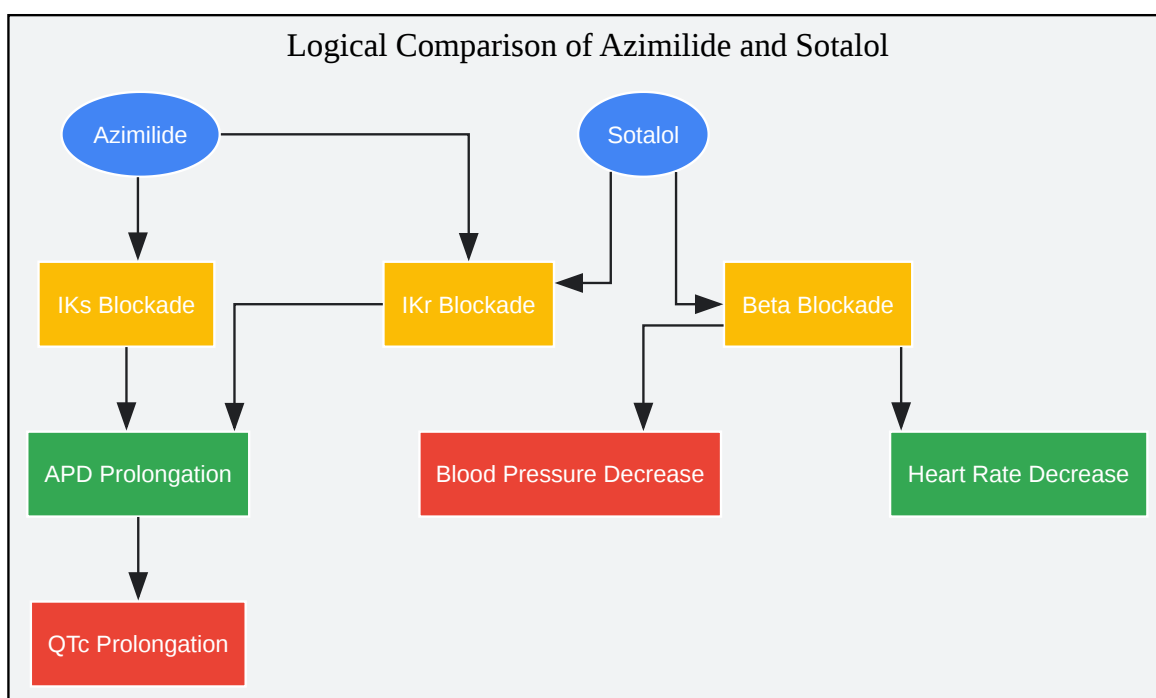 Logical Comparison of Azimilide and Sotalol
Azimilide
Sotalol
IKs Blockade
IKr Blockade
Beta Blockade
APD Prolongation
Blood Pressure Decrease
Heart Rate Decrease
QTc Prolongation